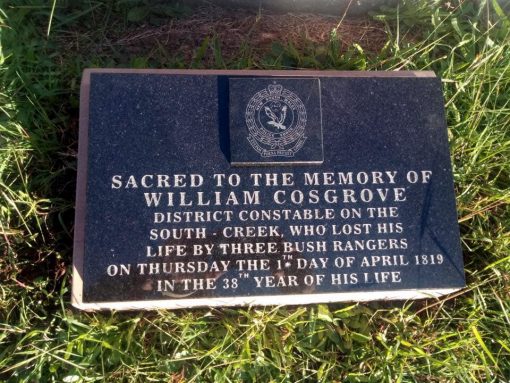 SACRED TO THE MEMORY OF
WILLIAM COSGROVE
DISTRICT CONSTABLE ON THE
SOUTH - CREEK, WHO LOST HIS
LIFE BY THREE BUSH RANGERS
ON THURSDAY THE 1ᵀᴴ DAY OF APRIL 1819
IN THE 38ᵀᴴ YEAR OF HIS LIFE